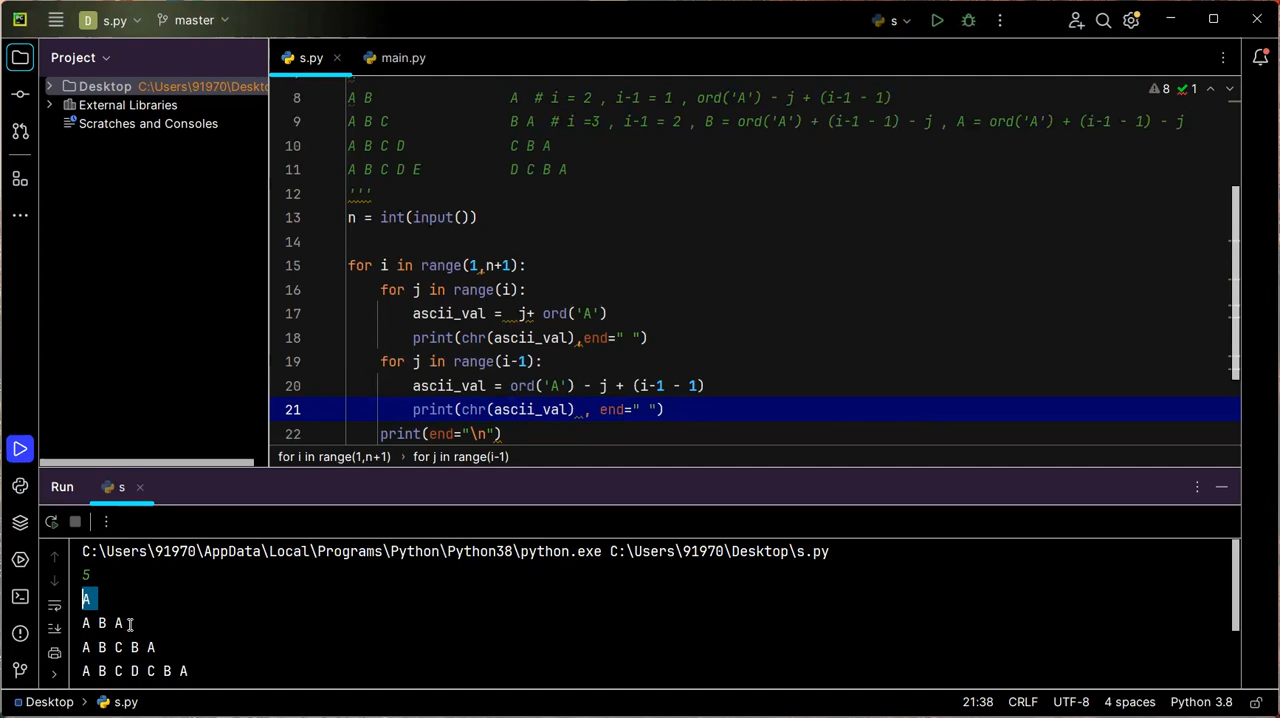 PC D s.py master s
Project
s.py main.py
Desktop C:\Users\91970\Deskto
External Libraries
Scratches and Consoles
8 1
8 A B A # i = 2 , i-1 = 1 , ord('A') - j + (i-1 - 1)
9 A B C B A # i =3 , i-1 = 2 , B = ord('A') + (i-1 - 1) - j , A = ord('A') + (i-1 - 1) - j
10 A B C D C B A
11 A B C D E D C B A
12 '''
13 n = int(input())
14
15 for i in range(1,n+1):
16 for j in range(i):
17 ascii_val = j+ ord('A')
18 print(chr(ascii_val),end=" ")
19 for j in range(i-1):
20 ascii_val = ord('A') - j + (i-1 - 1)
21 print(chr(ascii_val) , end=" ")
22 print(end="\n")
for i in range(1,n+1) › for j in range(i-1)
Run s
C:\Users\91970\AppData\Local\Programs\Python\Python38\python.exe C:\Users\91970\Desktop\s.py
5
A
A B A
A B C B A
A B C D C B A
Desktop › s.py 21:38 CRLF UTF-8 4 spaces Python 3.8